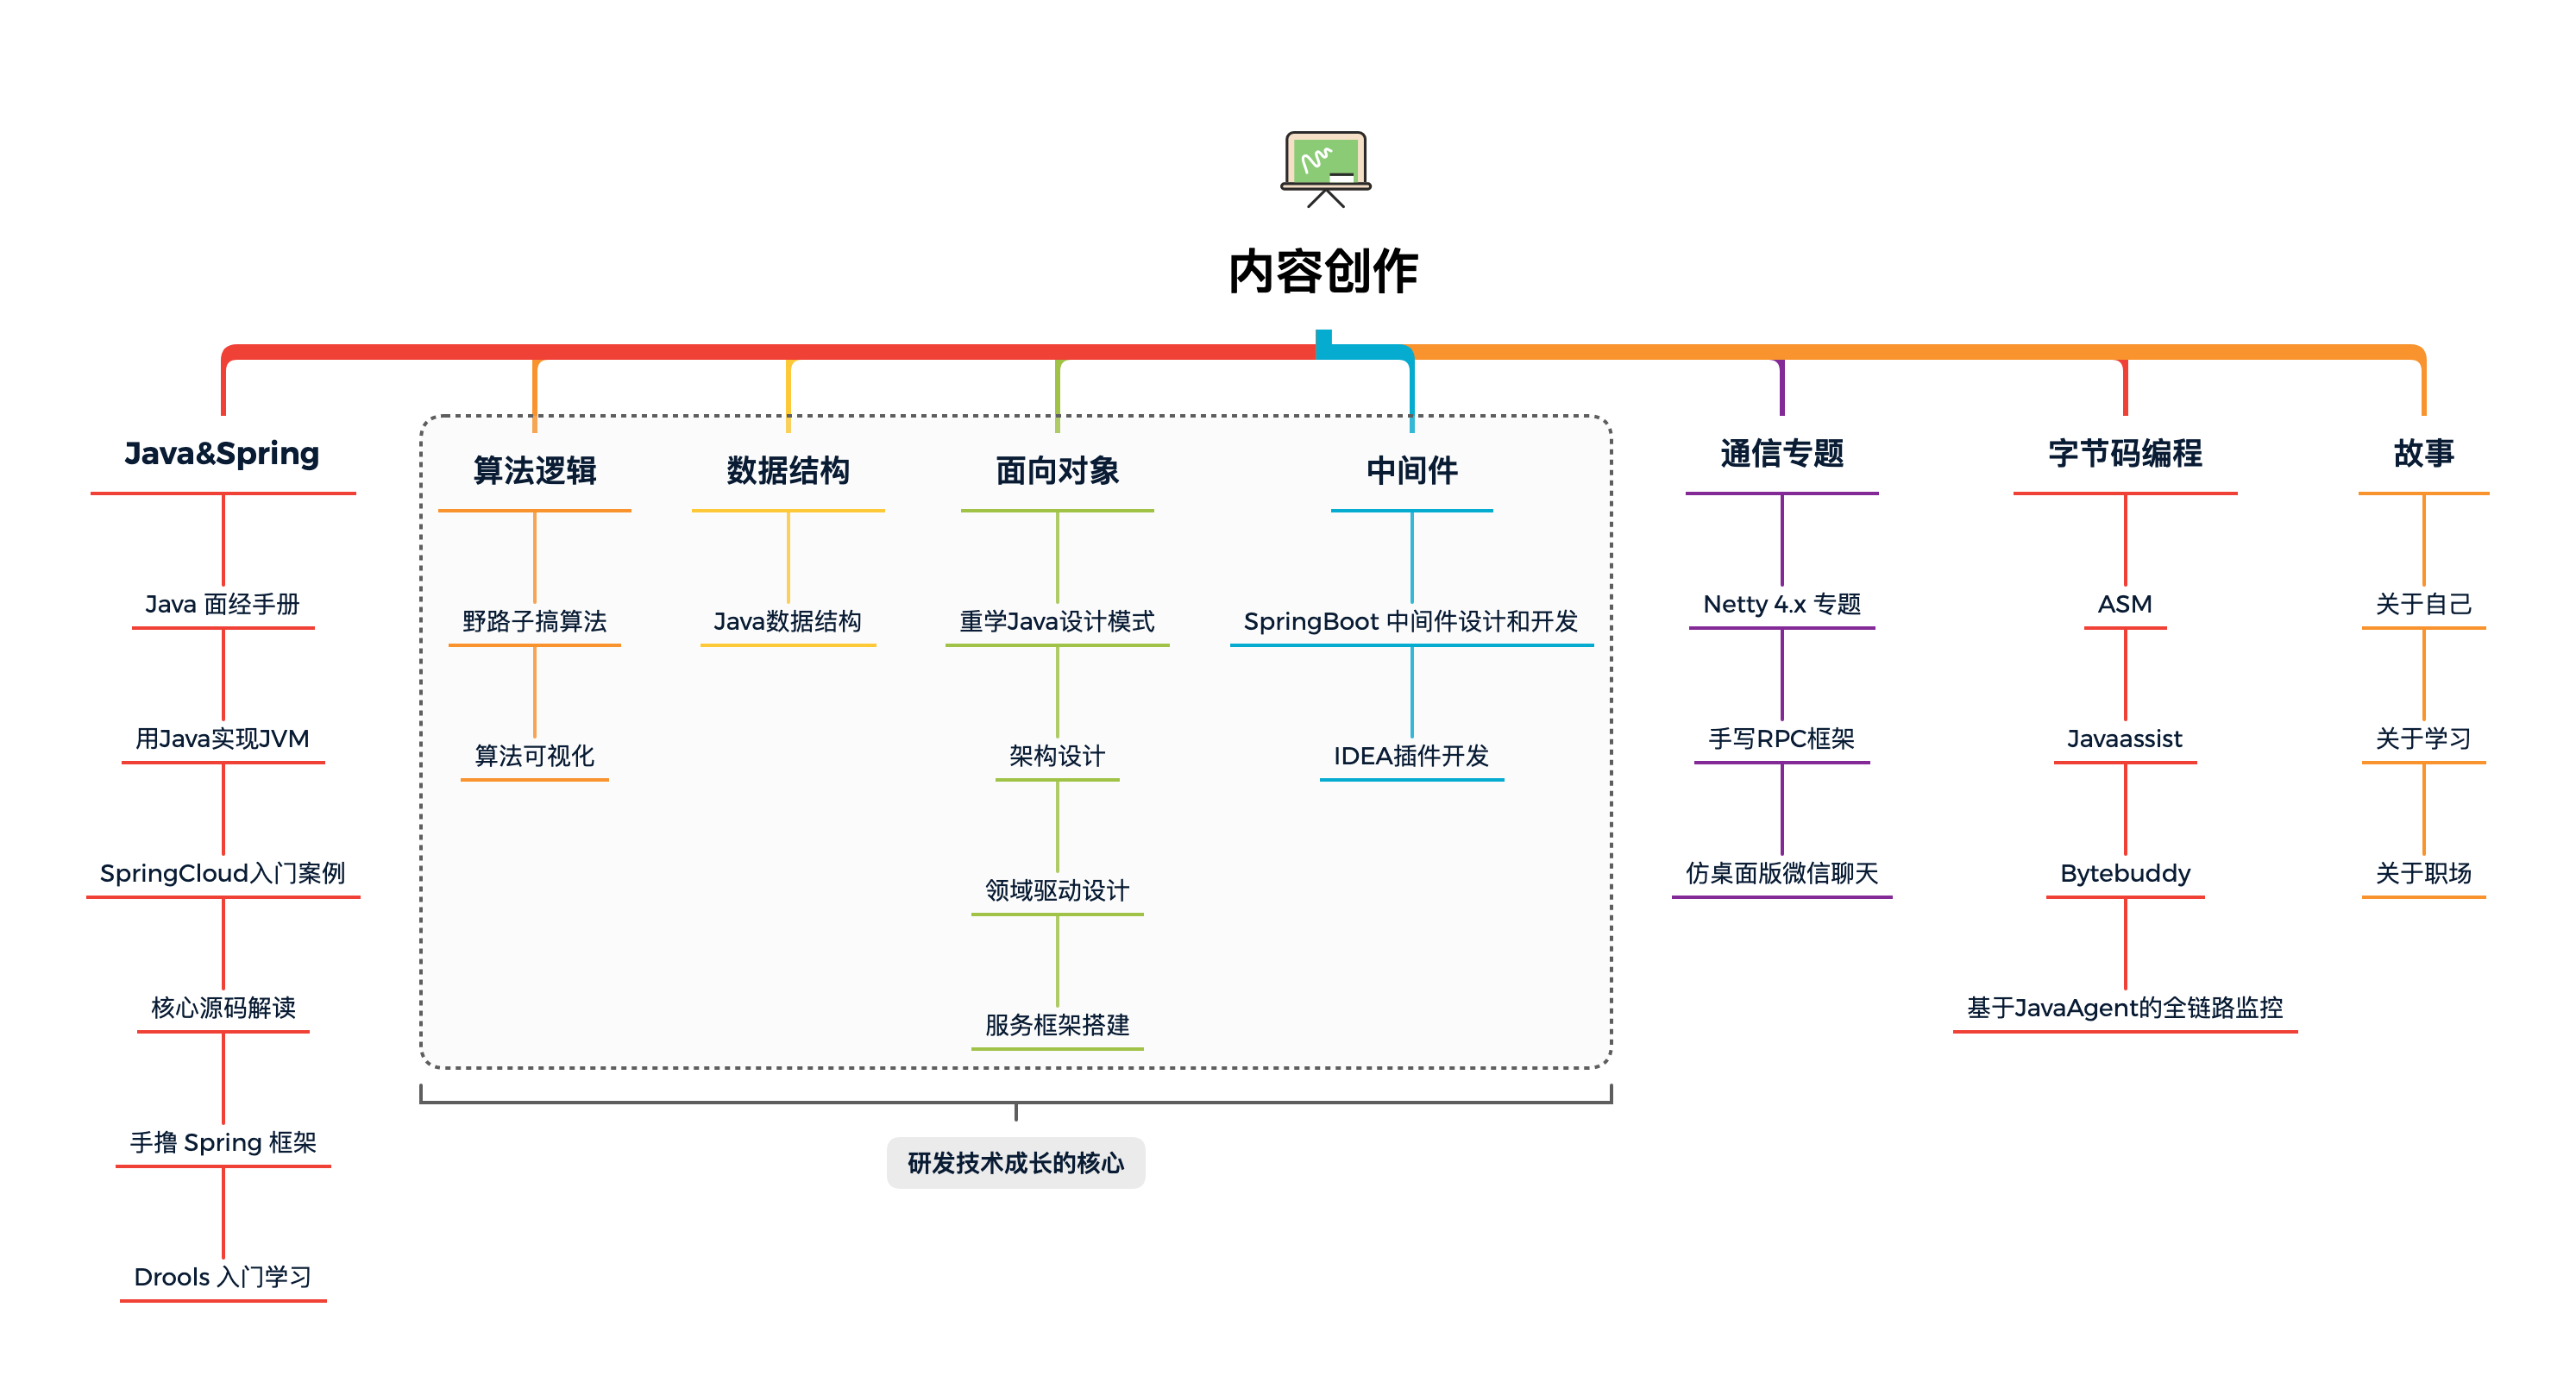 内容创作
Java&Spring
Java 面经手册
用Java实现JVM
SpringCloud入门案例
核心源码解读
手撸 Spring 框架
Drools 入门学习
算法逻辑
野路子搞算法
算法可视化
数据结构
Java数据结构
面向对象
重学Java设计模式
架构设计
领域驱动设计
服务框架搭建
中间件
SpringBoot 中间件设计和开发
IDEA插件开发
研发技术成长的核心
通信专题
Netty 4.x 专题
手写RPC框架
仿桌面版微信聊天
字节码编程
ASM
Javaassist
Bytebuddy
基于JavaAgent的全链路监控
故事
关于自己
关于学习
关于职场